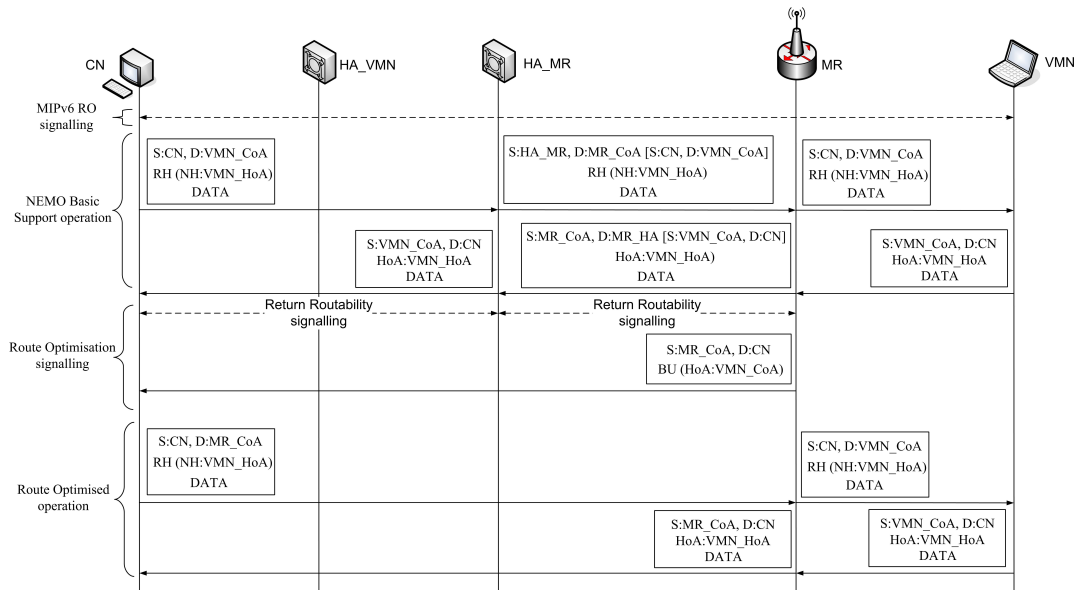 CN
HA_VMN
HA_MR
MR
VMN
MIPv6 RO
signalling
S:CN, D:VMN_CoA
RH (NH:VMN_HoA)
DATA
S:HA_MR, D:MR_CoA [S:CN, D:VMN_CoA]
RH (NH:VMN_HoA)
DATA
S:CN, D:VMN_CoA
RH (NH:VMN_HoA)
DATA
NEMO Basic
Support operation
S:VMN_CoA, D:CN
HoA:VMN_HoA
DATA
S:MR_CoA, D:MR_HA [S:VMN_CoA, D:CN]
HoA:VMN_HoA)
DATA
S:VMN_CoA, D:CN
HoA:VMN_HoA
DATA
Return Routability
signalling
Return Routability
signalling
Route Optimisation
signalling
S:MR_CoA, D:CN
BU (HoA:VMN_CoA)
S:CN, D:MR_CoA
RH (NH:VMN_HoA)
DATA
S:CN, D:VMN_CoA
RH (NH:VMN_HoA)
DATA
Route Optimised
operation
S:MR_CoA, D:CN
HoA:VMN_HoA
DATA
S:VMN_CoA, D:CN
HoA:VMN_HoA
DATA